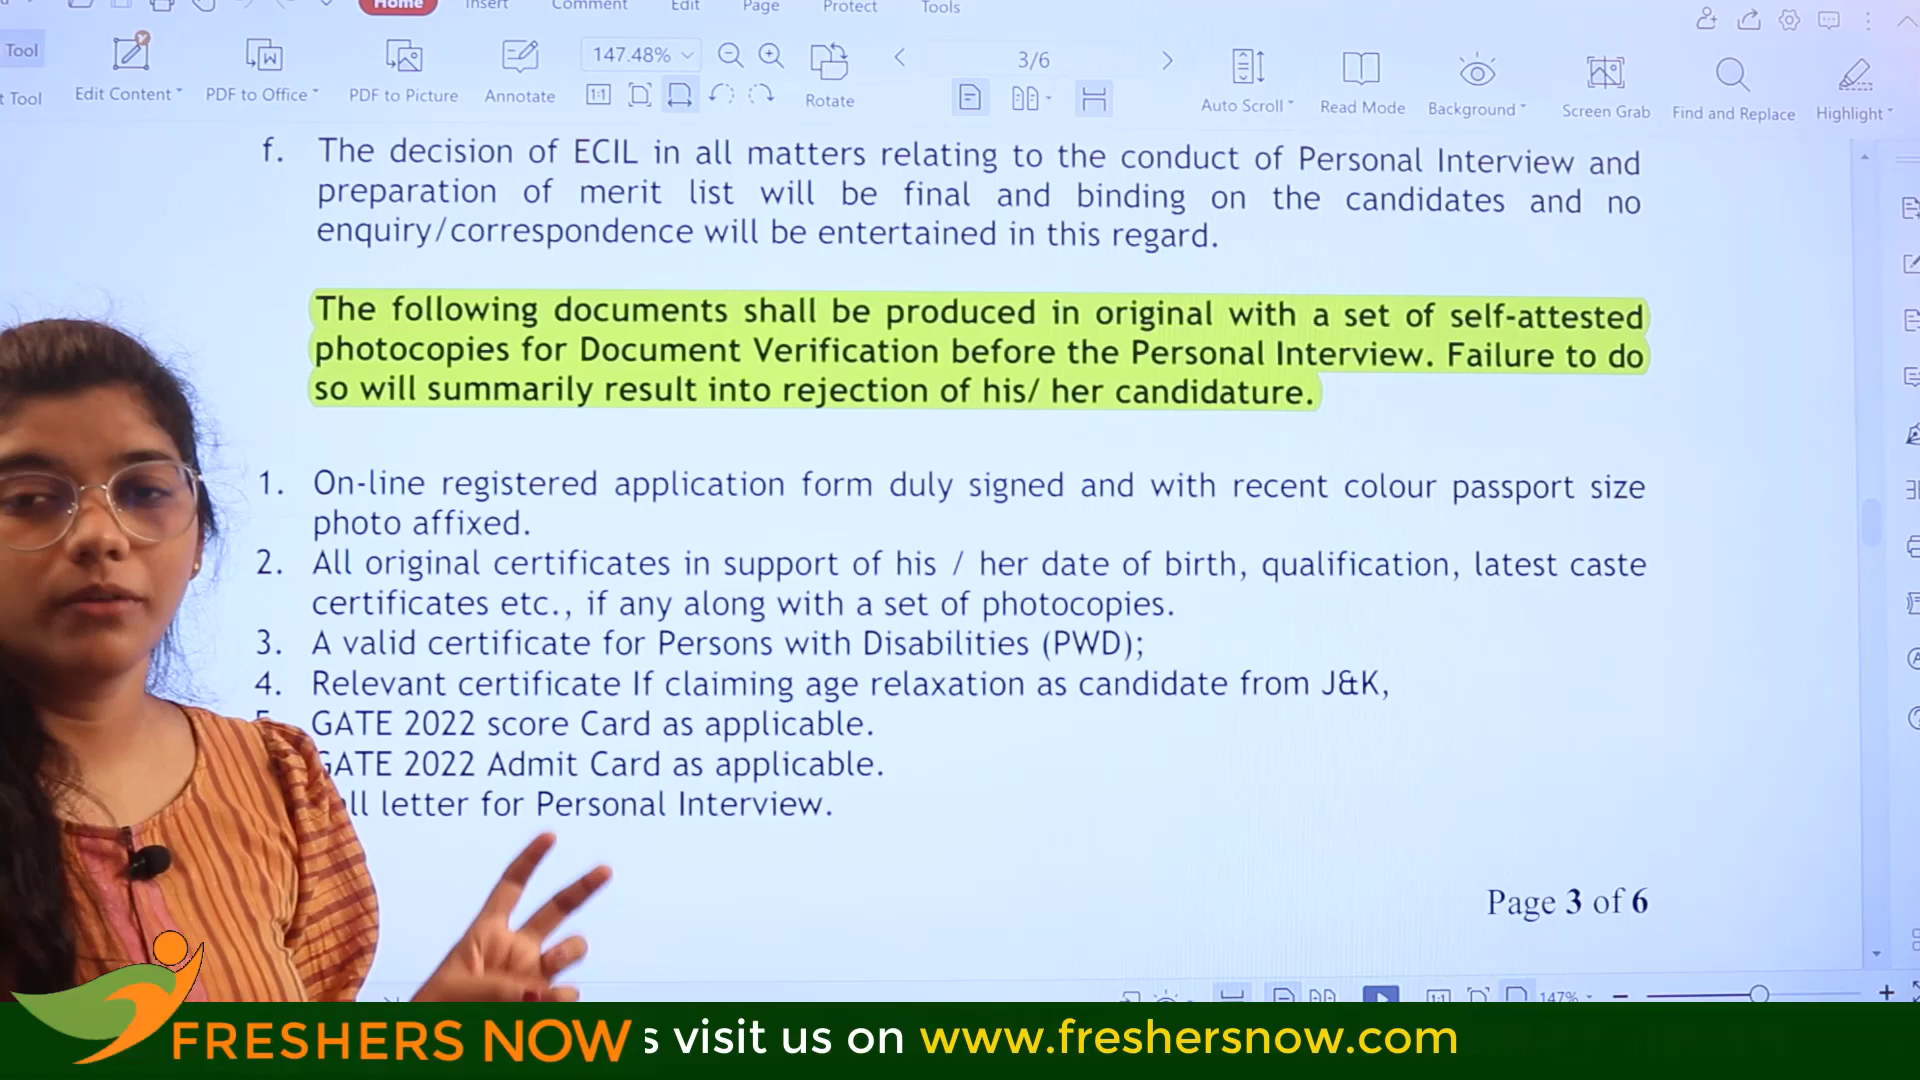 Home Insert Comment Edit Page Protect Tools
Tool
147.48%
3/6
t Tool Edit Content PDF to Office PDF to Picture Annotate Rotate Auto Scroll Read Mode Background Screen Grab Find and Replace Highlight
f. The decision of ECIL in all matters relating to the conduct of Personal Interview and
preparation of merit list will be final and binding on the candidates and no
enquiry/correspondence will be entertained in this regard.
The following documents shall be produced in original with a set of self-attested
photocopies for Document Verification before the Personal Interview. Failure to do
so will summarily result into rejection of his/ her candidature.
1. On-line registered application form duly signed and with recent colour passport size
photo affixed.
2. All original certificates in support of his / her date of birth, qualification, latest caste
certificates etc., if any along with a set of photocopies.
3. A valid certificate for Persons with Disabilities (PWD);
4. Relevant certificate If claiming age relaxation as candidate from J&K,
GATE 2022 score Card as applicable.
GATE 2022 Admit Card as applicable.
ll letter for Personal Interview.
Page 3 of 6
147%
FRESHERS NOW
s visit us on www.freshersnow.com